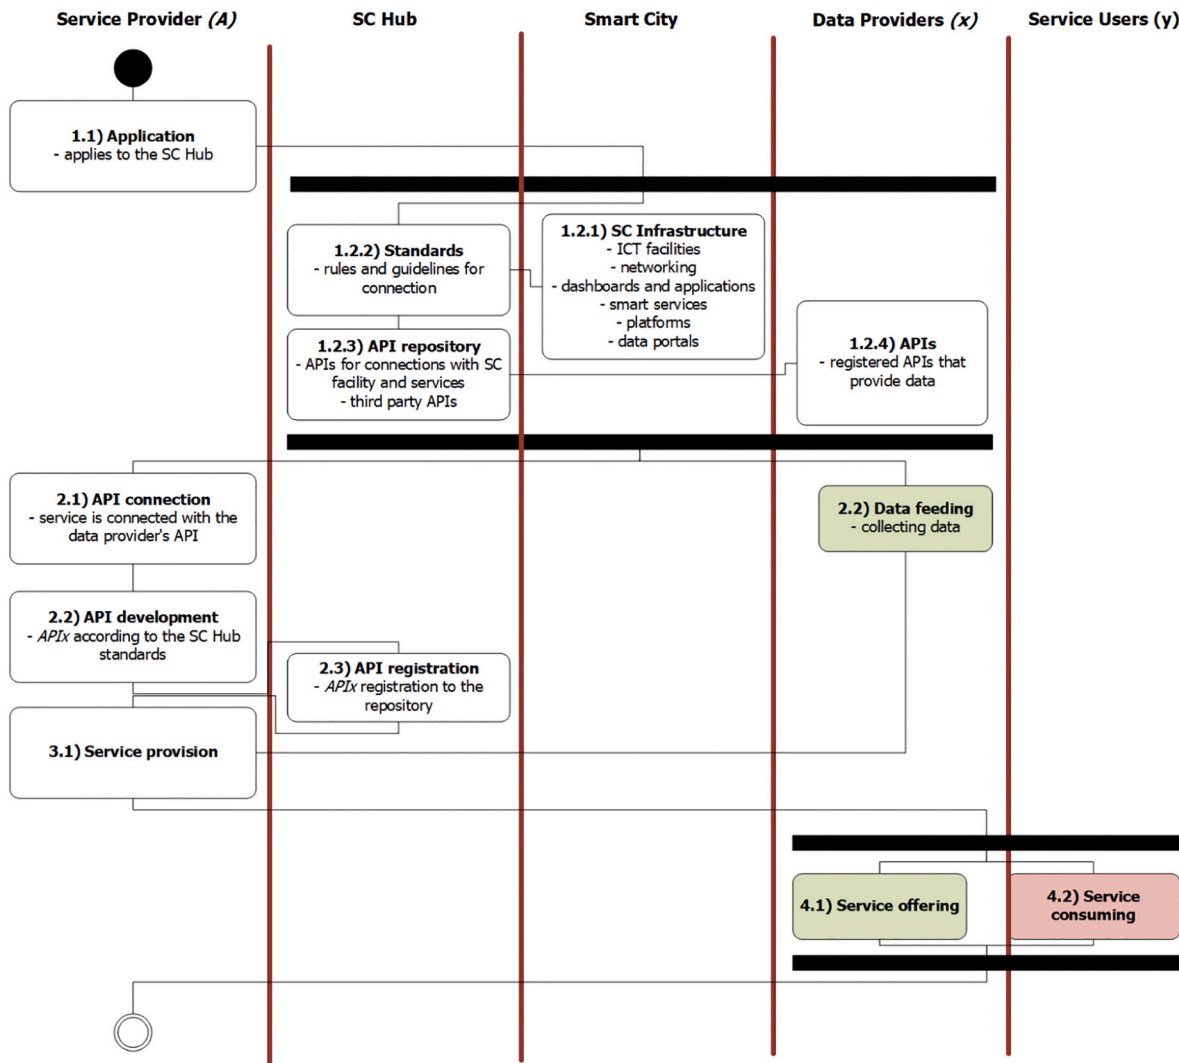 Service Provider (A)
SC Hub
Smart City
Data Providers (x)
Service Users (y)
1.1) Application
- applies to the SC Hub
1.2.2) Standards
- rules and guidelines for
connection
1.2.1) SC Infrastructure
- ICT facilities
- networking
- dashboards and applications
- smart services
- platforms
- data portals
1.2.3) API repository
- APIs for connections with SC
facility and services
- third party APIs
1.2.4) APIs
- registered APIs that
provide data
2.1) API connection
- service is connected with the
data provider's API
2.2) Data feeding
- collecting data
2.2) API development
- APIx according to the SC Hub
standards
2.3) API registration
- APIx registration to the
repository
3.1) Service provision
4.1) Service offering
4.2) Service
consuming